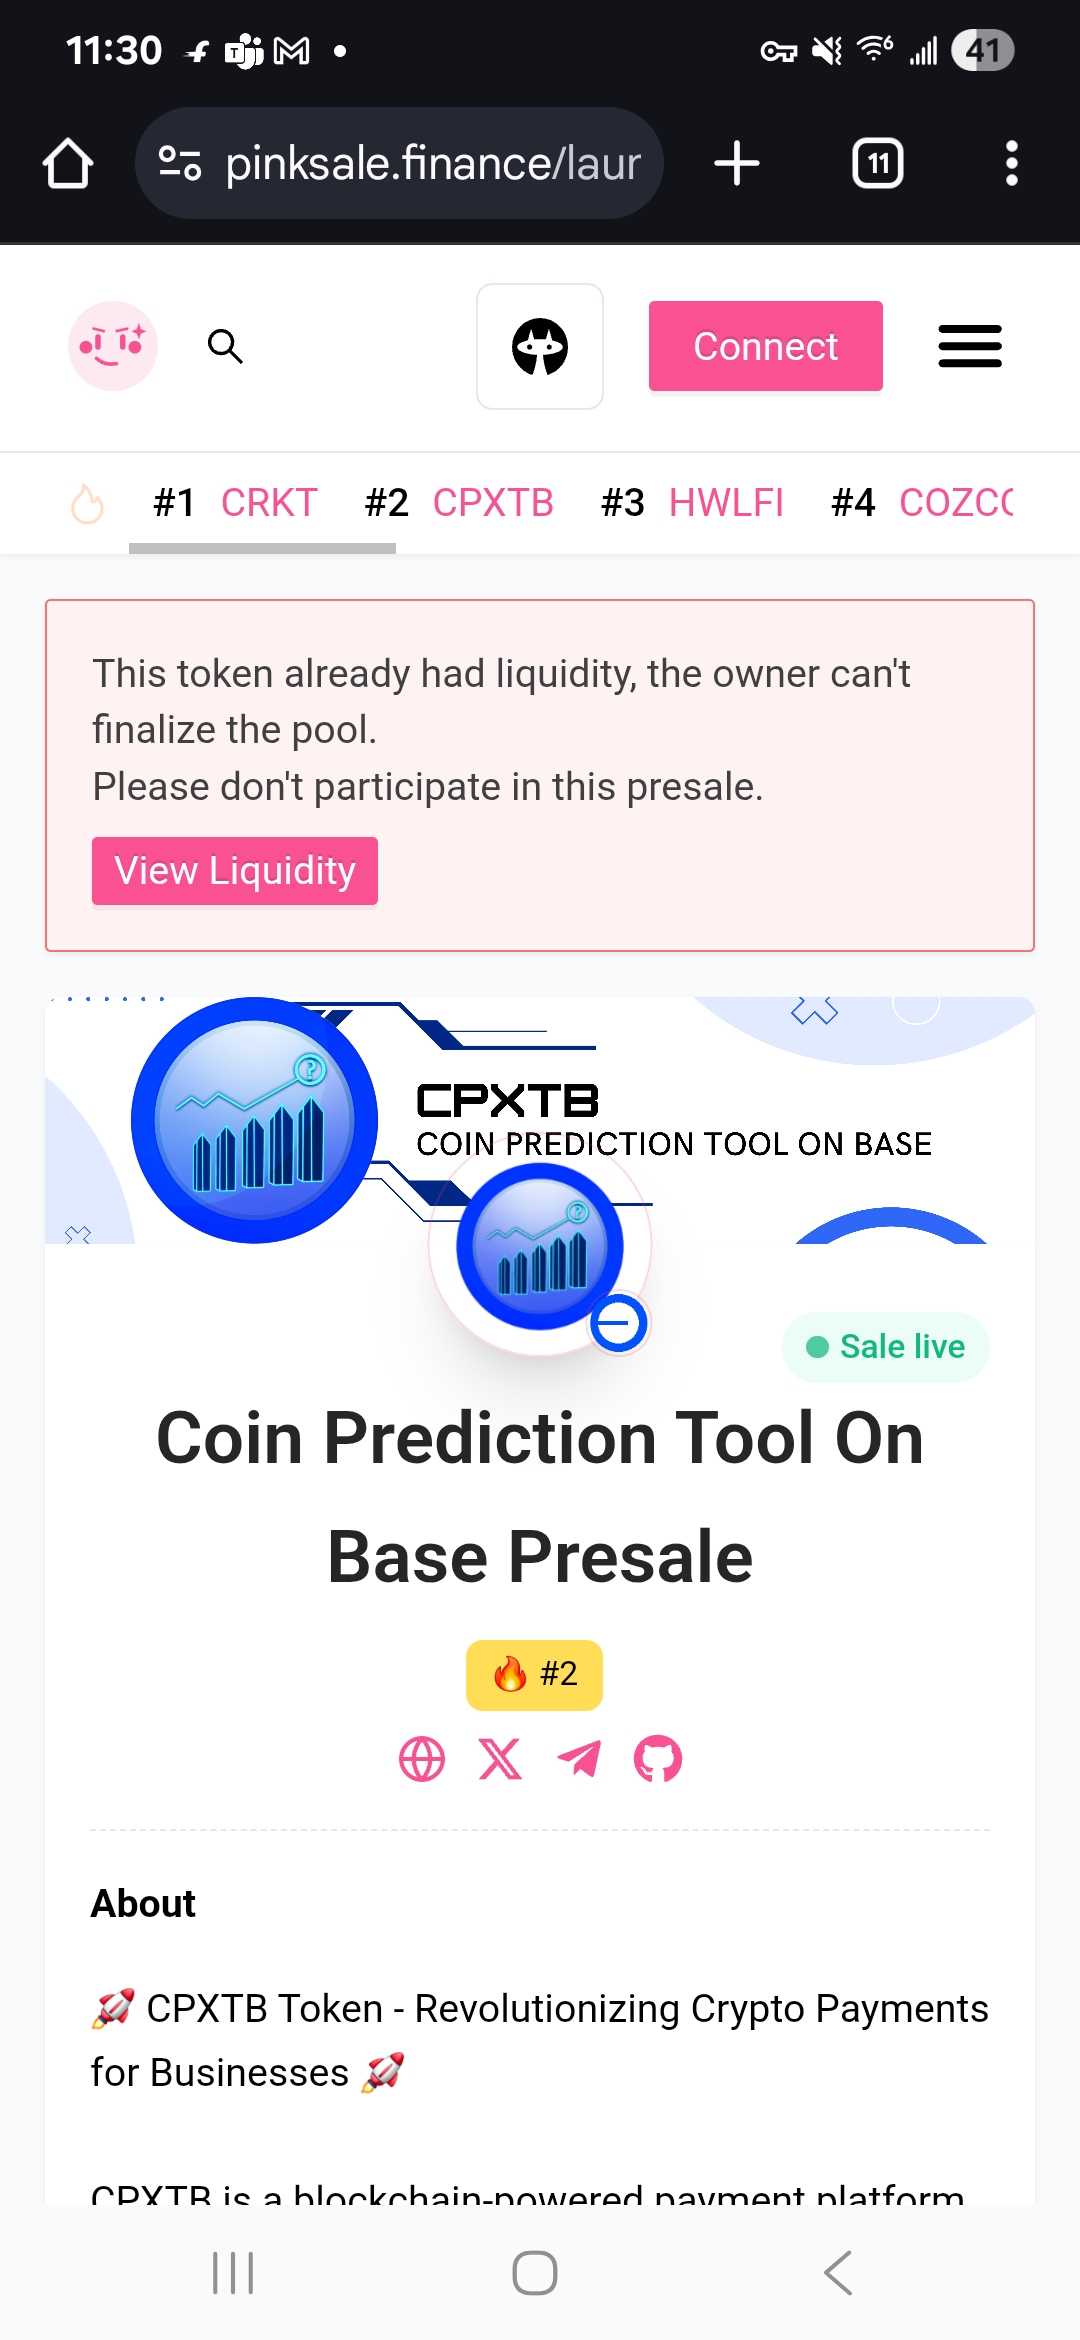 11:30
41
pinksale.finance/laur
11
Connect
#1 CRKT #2 CPXTB #3 HWLFI #4 COZCC
This token already had liquidity, the owner can't
finalize the pool.
Please don't participate in this presale.
View Liquidity
CPXTB
COIN PREDICTION TOOL ON BASE
Sale live
Coin Prediction Tool On
Base Presale
🔥 #2
About
🚀 CPXTB Token - Revolutionizing Crypto Payments
for Businesses 🚀
CPXTB is a blockchain-powered payment platform